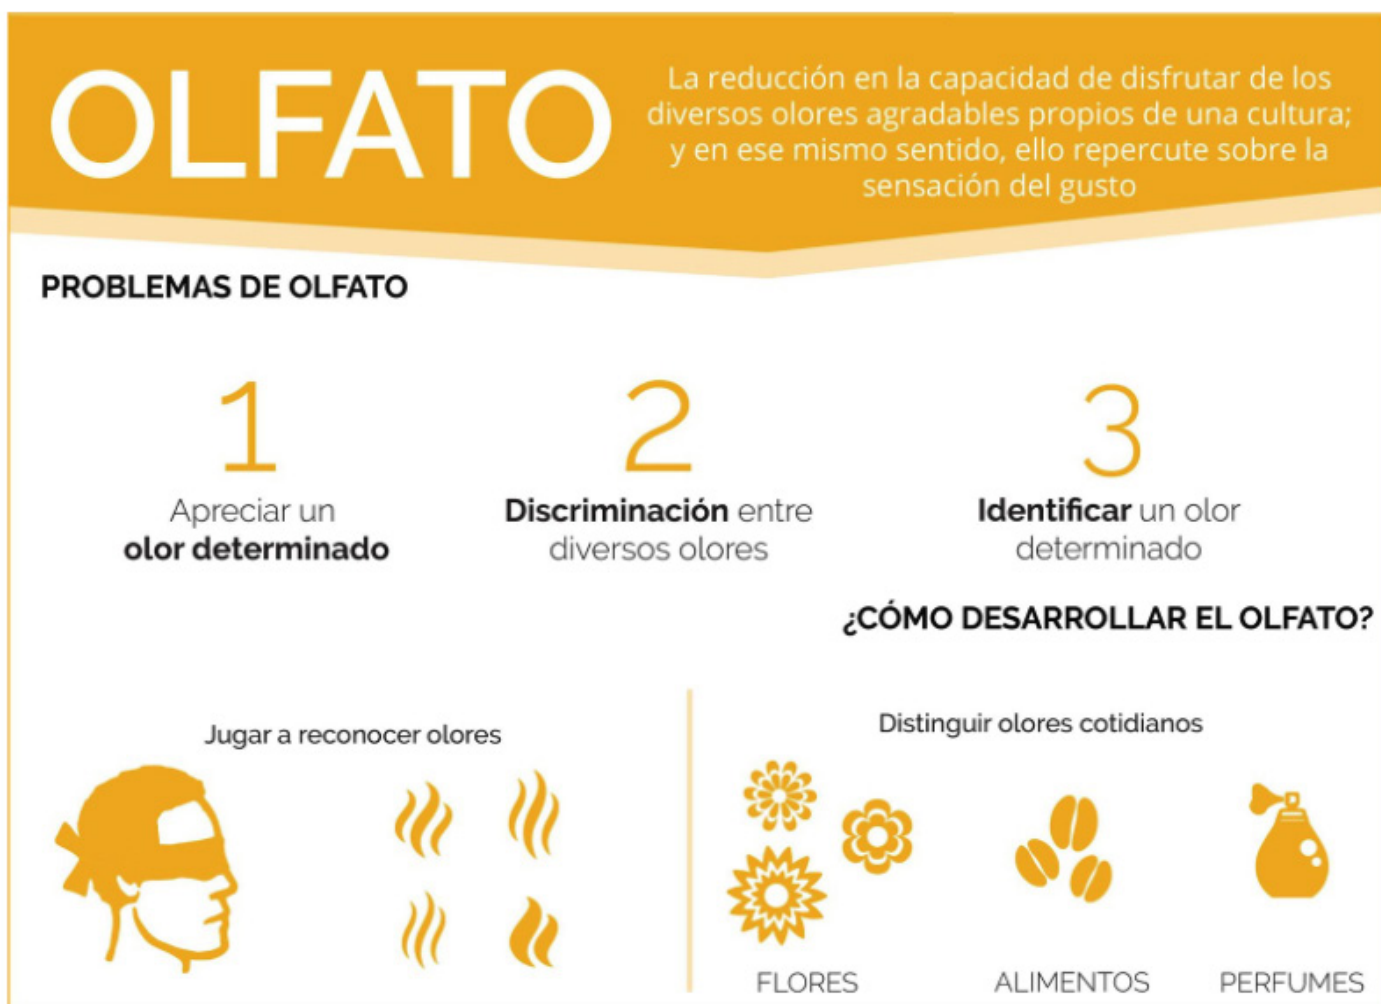 OLFATO
La reducción en la capacidad de disfrutar de los
diversos olores agradables propios de una cultura;
y en ese mismo sentido, ello repercute sobre la
sensación del gusto
PROBLEMAS DE OLFATO
1
Apreciar un
olor determinado
2
Discriminación entre
diversos olores
3
Identificar un olor
determinado
¿CÓMO DESARROLLAR EL OLFATO?
Jugar a reconocer olores
Distinguir olores cotidianos
FLORES
ALIMENTOS
PERFUMES